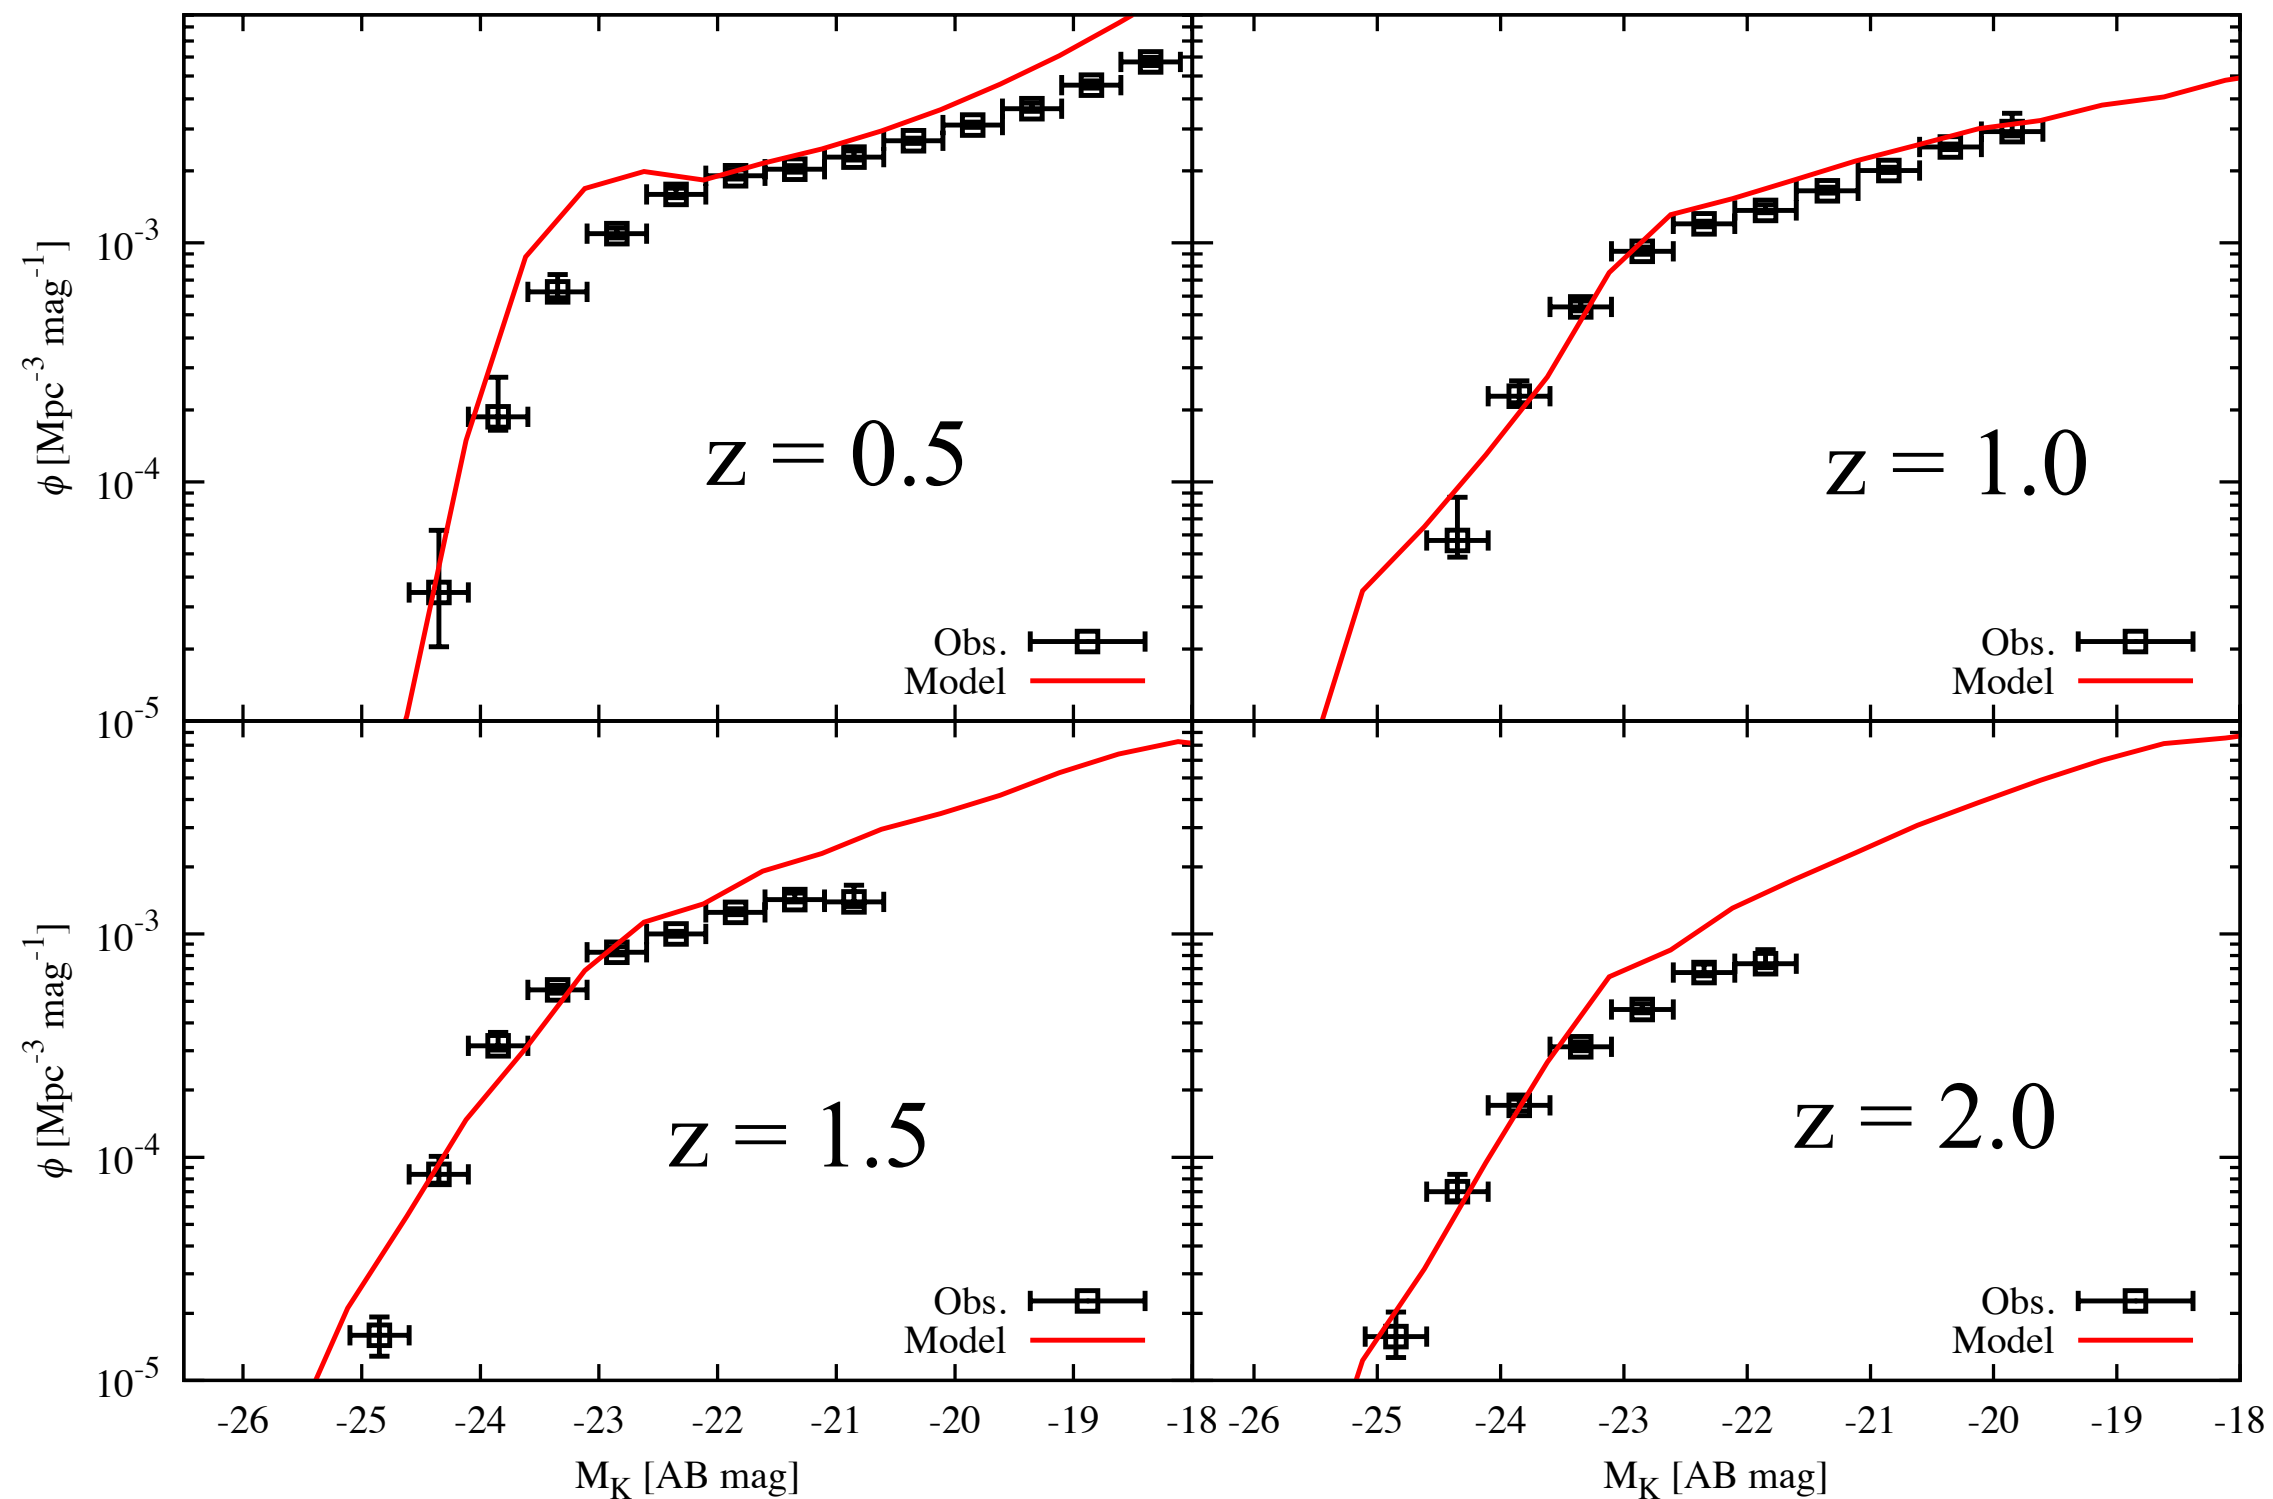 ϕ [Mpc⁻³ mag⁻¹]
10⁻³
10⁻⁴
10⁻⁵
z = 0.5
Obs.
Model
z = 1.0
Obs.
Model
ϕ [Mpc⁻³ mag⁻¹]
10⁻³
10⁻⁴
10⁻⁵
z = 1.5
Obs.
Model
z = 2.0
Obs.
Model
-26 -25 -24 -23 -22 -21 -20 -19 -18
-26 -25 -24 -23 -22 -21 -20 -19 -18
M_K [AB mag]
M_K [AB mag]